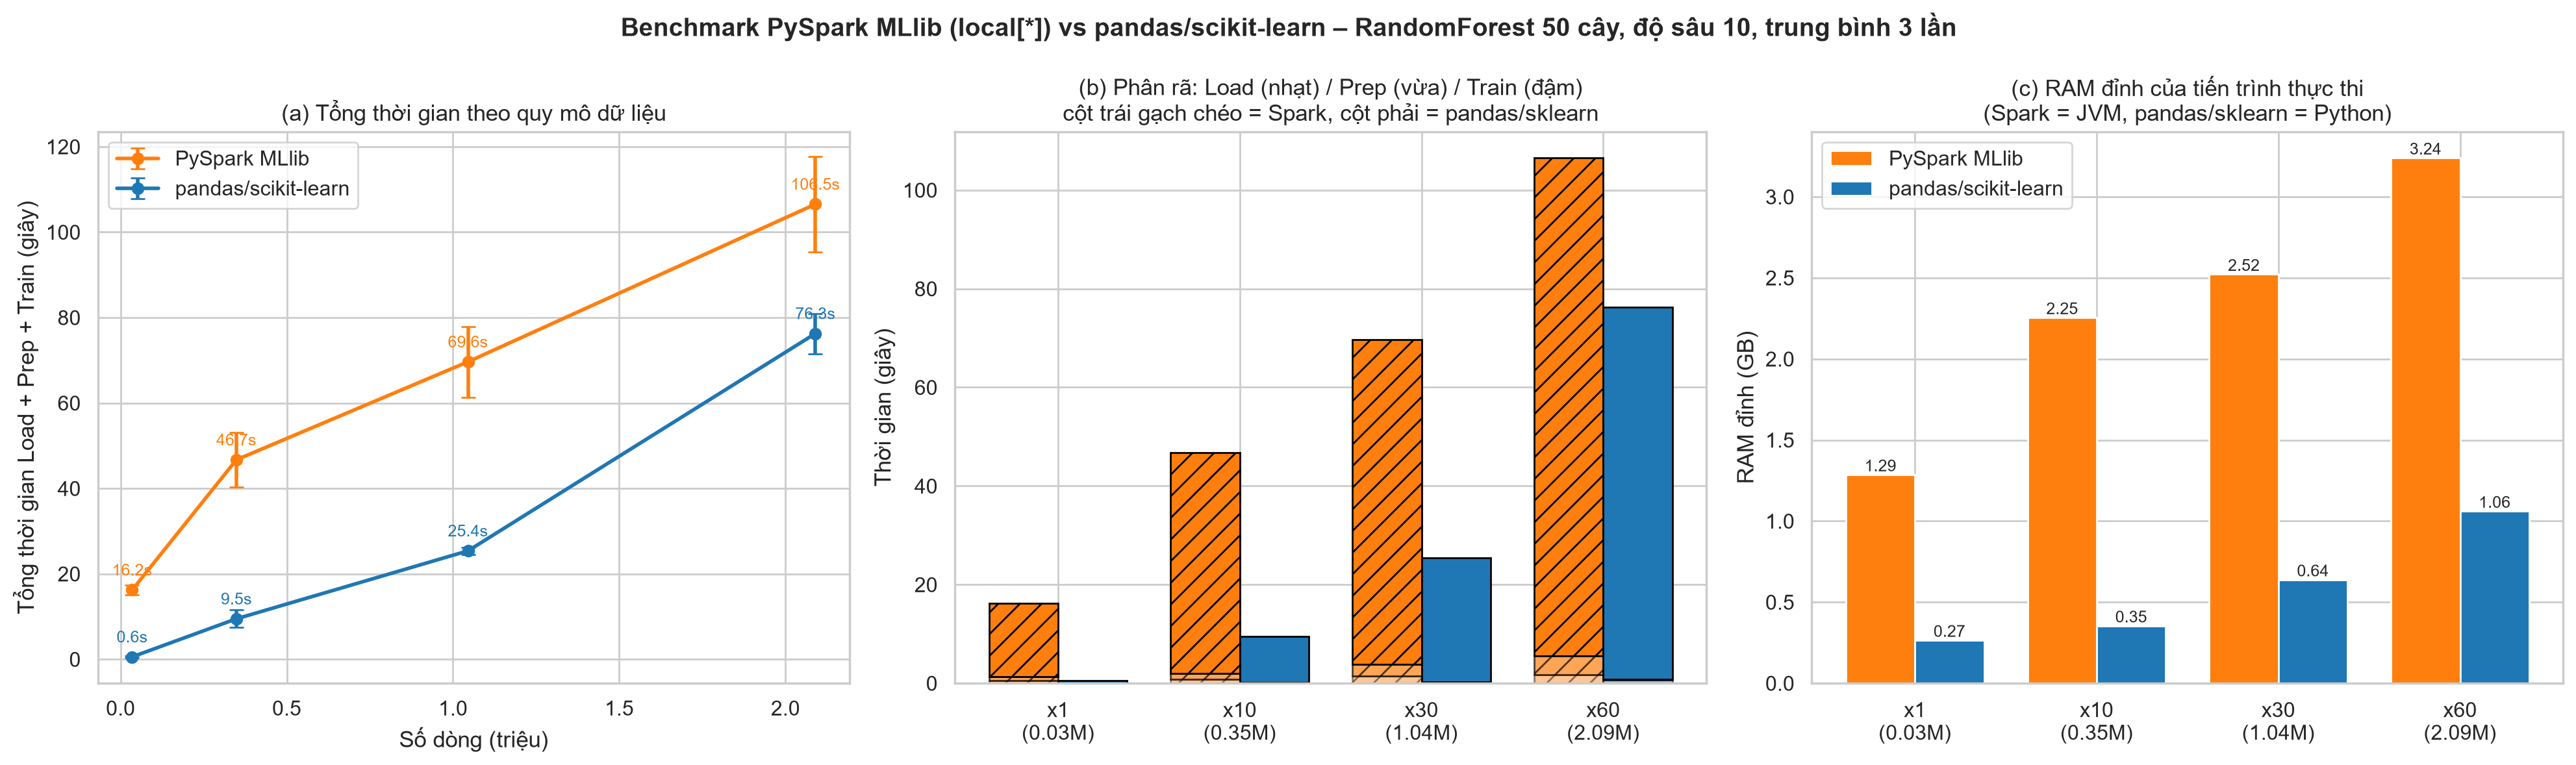 Benchmark PySpark MLlib (local[*]) vs pandas/scikit-learn – RandomForest 50 cây, độ sâu 10, trung bình 3 lần
(a) Tổng thời gian theo quy mô dữ liệu
PySpark MLlib
pandas/scikit-learn
Tổng thời gian Load + Prep + Train (giây)
120
100
80
60
40
20
0
16.2s
46.7s
69.6s
106.5s
0.6s
9.5s
25.4s
76.3s
0.0
0.5
1.0
1.5
2.0
Số dòng (triệu)
(b) Phân rã: Load (nhạt) / Prep (vừa) / Train (đậm)
cột trái gạch chéo = Spark, cột phải = pandas/sklearn
Thời gian (giây)
100
80
60
40
20
0
x1
(0.03M)
x10
(0.35M)
x30
(1.04M)
x60
(2.09M)
(c) RAM đỉnh của tiến trình thực thi
(Spark = JVM, pandas/sklearn = Python)
PySpark MLlib
pandas/scikit-learn
RAM đỉnh (GB)
3.0
2.5
2.0
1.5
1.0
0.5
0.0
1.29
0.27
2.25
0.35
2.52
0.64
3.24
1.06
x1
(0.03M)
x10
(0.35M)
x30
(1.04M)
x60
(2.09M)